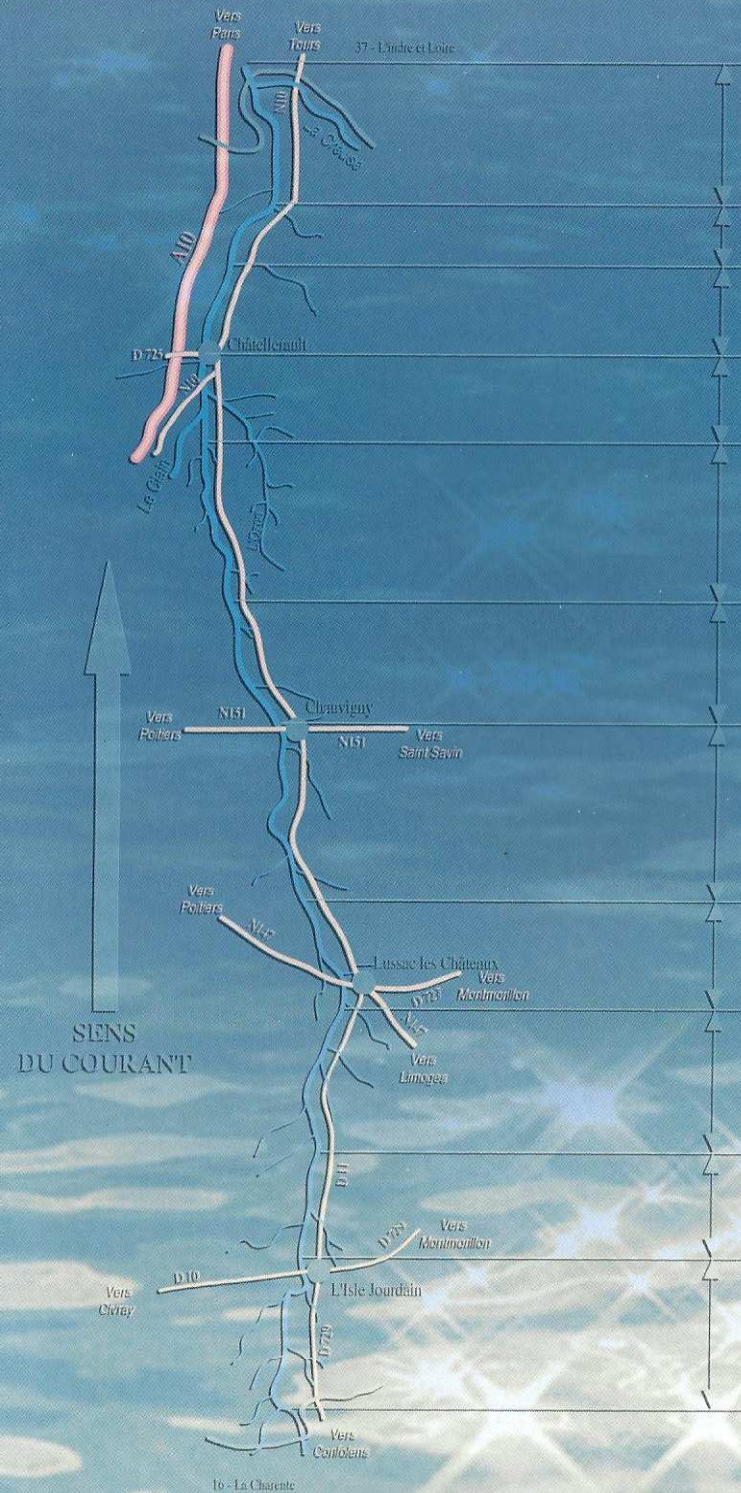 Vers
Paris
Vers
Tours
37 - L'Indre et Loire
N10
La Creuse
A10
Châtellerault
D 725
N10
Le Clain
L'Ozon
Chauvigny
Vers
Poitiers
N151
N151
Vers
Saint Savin
Vers
Poitiers
N147
Lussac les Châteaux
Vers
Montmorillon
N147
Vers
Limoges
SENS
DU COURANT
D 11
Vers
Montmorillon
D 10
Vers
Civray
L'Isle Jourdain
D 729
Vers
Confolens
16 - La Charente